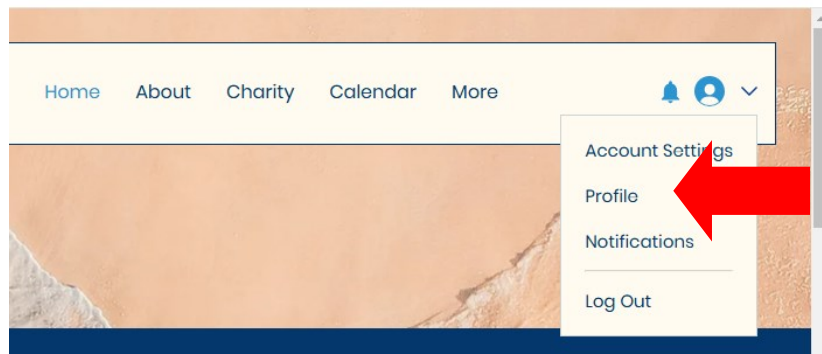 Home About Charity Calendar More
Account Settings
Profile
Notifications
Log Out